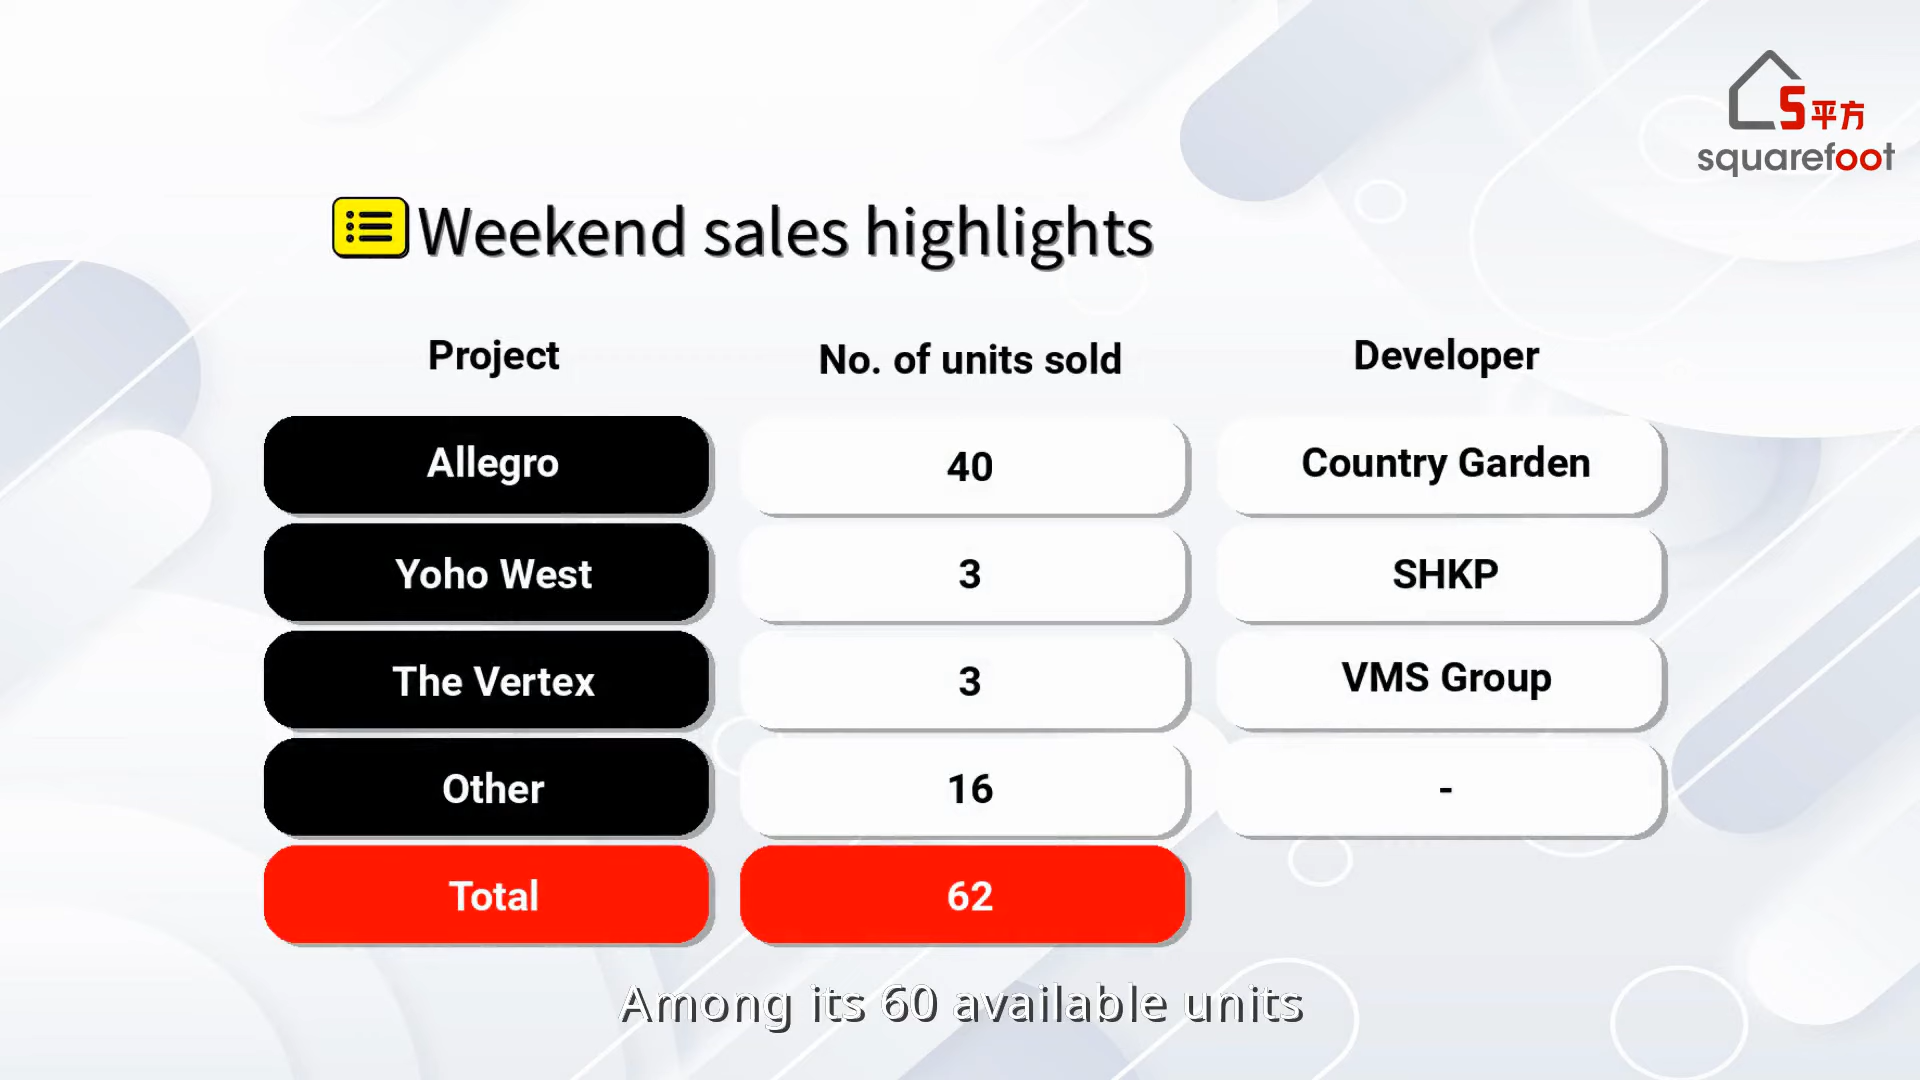 S平方
squarefoot
Weekend sales highlights
Project No. of units sold Developer
Allegro 40 Country Garden
Yoho West 3 SHKP
The Vertex 3 VMS Group
Other 16 -
Total 62
Among its 60 available units